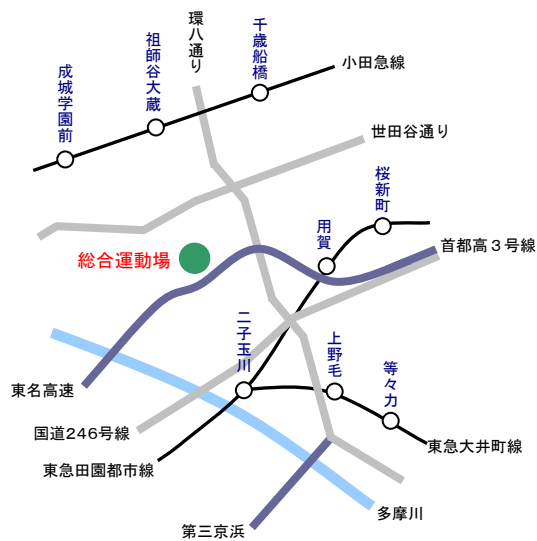 環八通り
千歳船橋
祖師谷大蔵
成城学園前
小田急線
世田谷通り
桜新町
用賀
首都高3号線
総合運動場
二子玉川
上野毛
等々力
東名高速
国道246号線
東急田園都市線
東急大井町線
多摩川
第三京浜